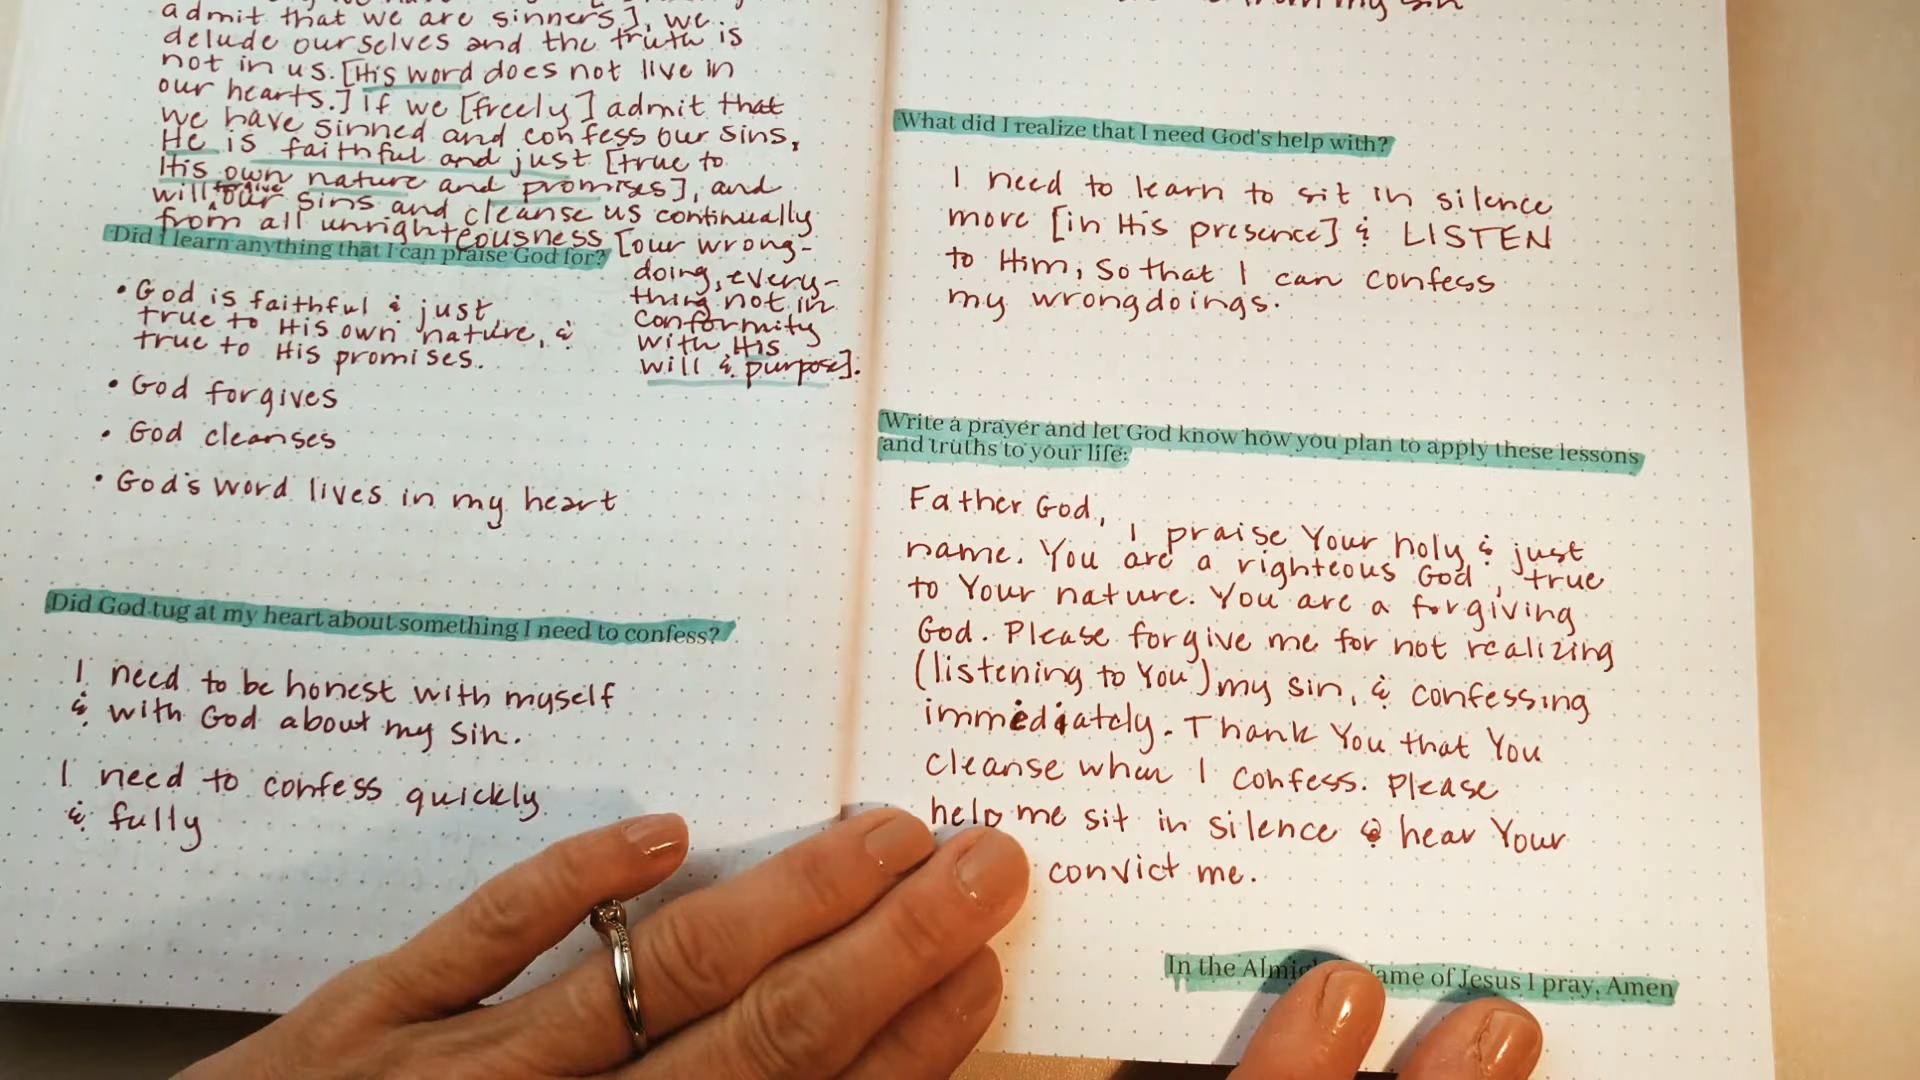 admit that we are sinners], we
delude ourselves and the truth is
not in us. [His word does not live in
our hearts.] If we [freely] admit that
we have sinned and confess our sins,
He is faithful and just [true to
His own nature and promises], and
will forgive our sins and cleanse us continually
from all unrighteousness [our wrong-
doing, every-
thing not in
conformity
with His
will & purpose].
Did I learn anything that I can praise God for?
• God is faithful & just,
true to His own nature, &
true to His promises.
• God forgives
• God cleanses
• God's word lives in my heart
Did God tug at my heart about something I need to confess?
I need to be honest with myself
& with God about my sin.
I need to confess quickly
& fully
my sin
What did I realize that I need God's help with?
I need to learn to sit in silence
more [in His presence] & LISTEN
to Him, so that I can confess
my wrongdoings.
Write a prayer and let God know how you plan to apply these lessons
and truths to your life:
Father God,
I praise Your holy & just
name. You are a righteous God, true
to Your nature. You are a forgiving
God. Please forgive me for not realizing
(listening to You) my sin, & confessing
immediately. Thank You that You
cleanse when I confess. Please
help me sit in silence & hear Your
convict me.
In the Name of Jesus I pray, Amen